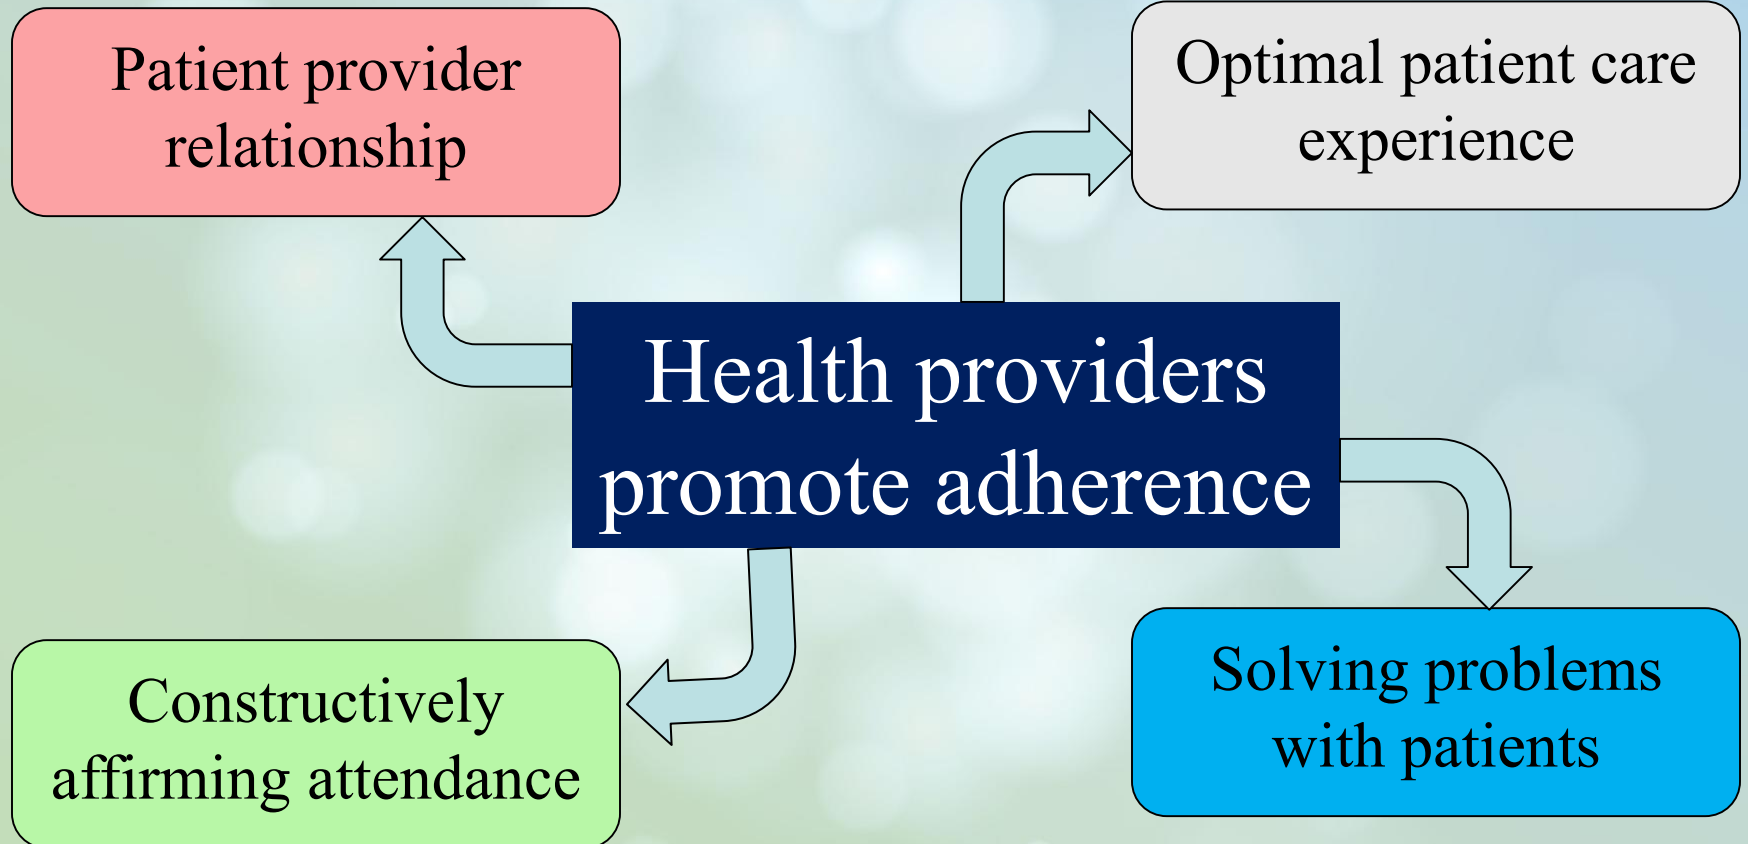 Patient provider
relationship
Optimal patient care
experience
Health providers
promote adherence
Constructively
affirming attendance
Solving problems
with patients